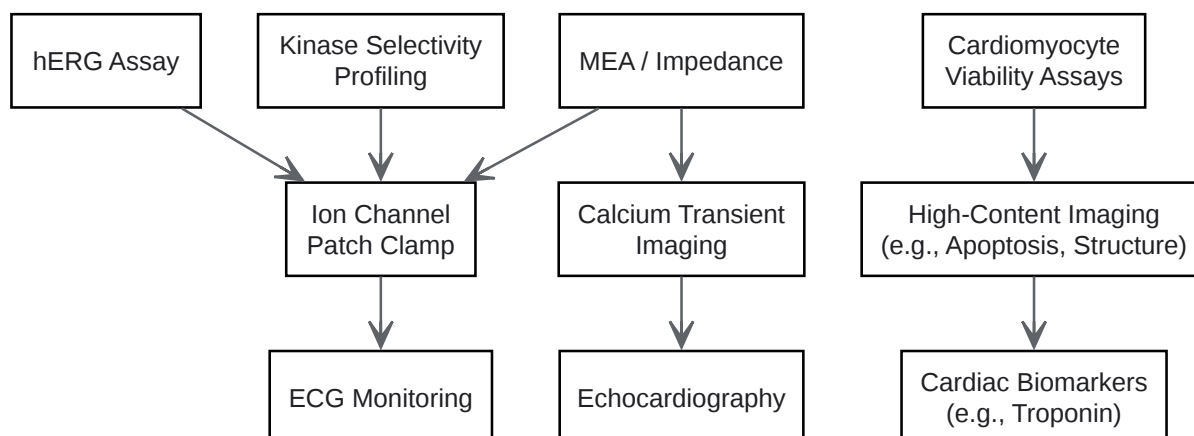 hERG Assay
Kinase Selectivity
Profiling
MEA / Impedance
Cardiomyocyte
Viability Assays
Ion Channel
Patch Clamp
Calcium Transient
Imaging
High-Content Imaging
(e.g., Apoptosis, Structure)
ECG Monitoring
Echocardiography
Cardiac Biomarkers
(e.g., Troponin)